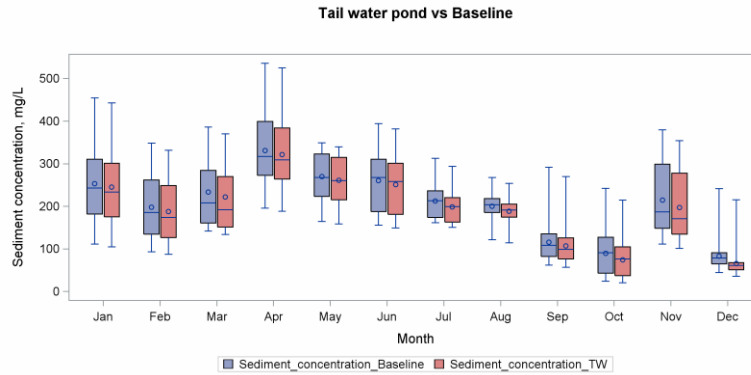 Tail water pond vs Baseline
Sediment concentration, mg/L
500
400
300
200
100
0
Jan Feb Mar Apr May Jun Jul Aug Sep Oct Nov Dec
Month
Sediment_concentration_Baseline Sediment_concentration_TW